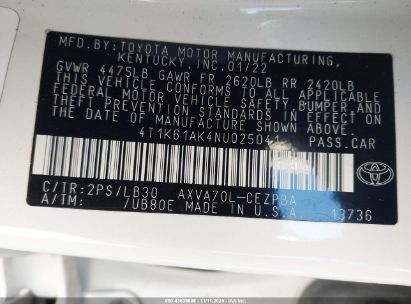 MFD.BY: TOYOTA MOTOR MANUFACTURING,
KENTUCKY, INC. 01/22
GVWR 4475LB GAWR FR 2620LB RR 2420LB
THIS VEHICLE CONFORMS TO ALL APPLICABLE
FEDERAL MOTOR VEHICLE SAFETY, BUMPER, AND
THEFT PREVENTION STANDARDS IN EFFECT ON
THE DATE OF MANUFACTURE SHOWN ABOVE.
4T1K61AK4NU025041 PASS.CAR
C/TR: 2PS/LB30 AXVA70L-CEZPBA
A/TM: /UB80E MADE IN U.S.A. 13736
TOYOTA